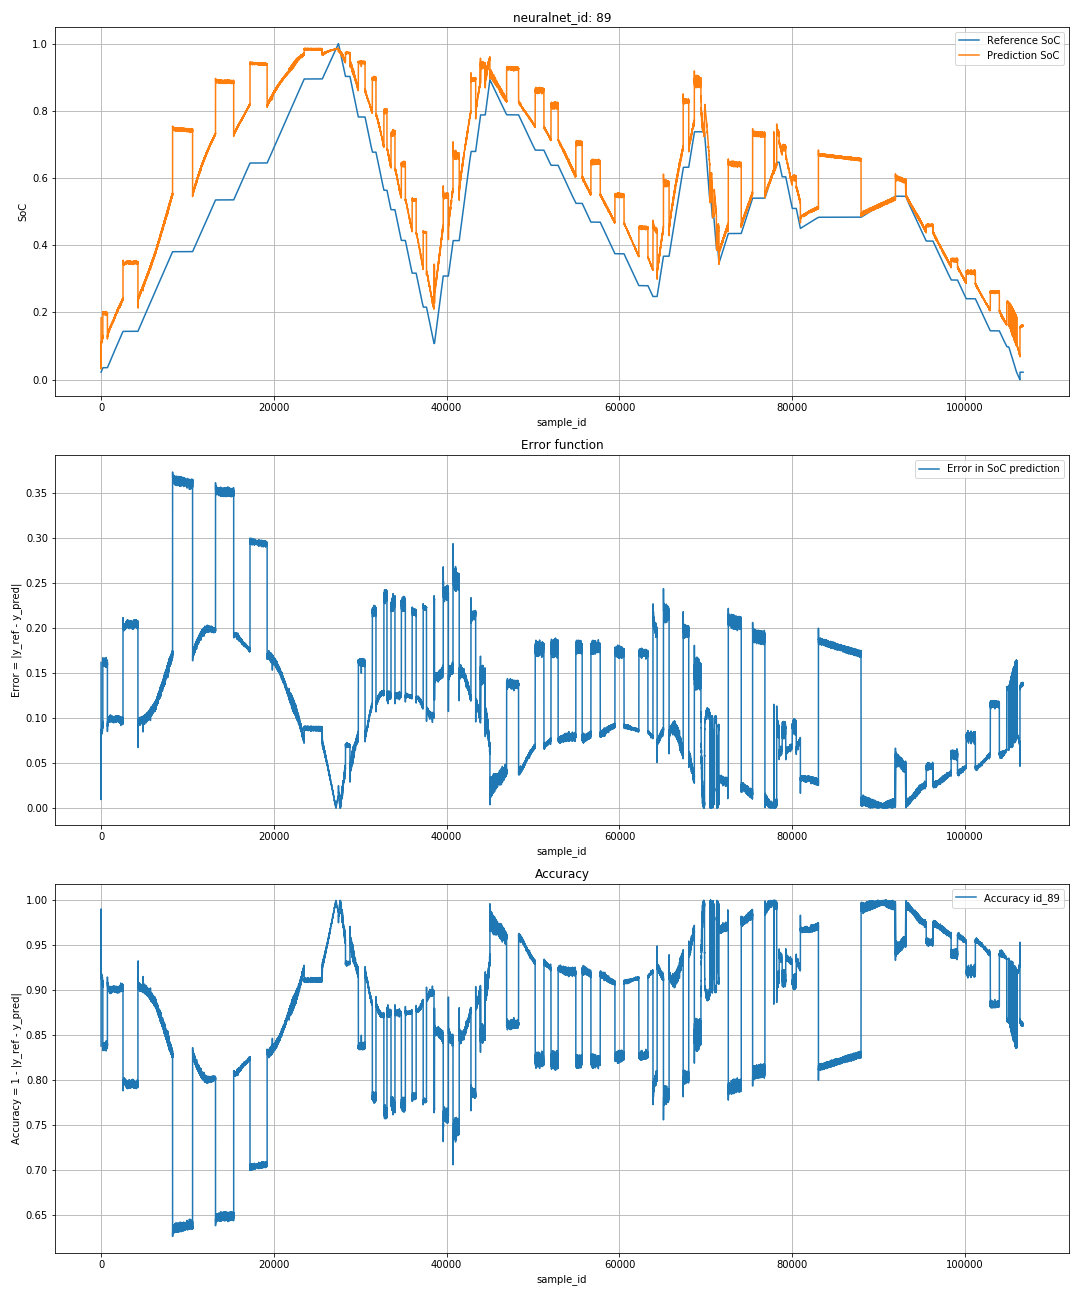 neuralnet_id: 89
Reference SoC
Prediction SoC
SoC
1.0
0.8
0.6
0.4
0.2
0.0
0 20000 40000 60000 80000 100000
sample_id
Error function
Error in SoC prediction
Error = |y_ref - y_pred|
0.35
0.30
0.25
0.20
0.15
0.10
0.05
0.00
0 20000 40000 60000 80000 100000
sample_id
Accuracy
Accuracy id_89
Accuracy = 1 - |y_ref - y_pred|
1.00
0.95
0.90
0.85
0.80
0.75
0.70
0.65
0 20000 40000 60000 80000 100000
sample_id